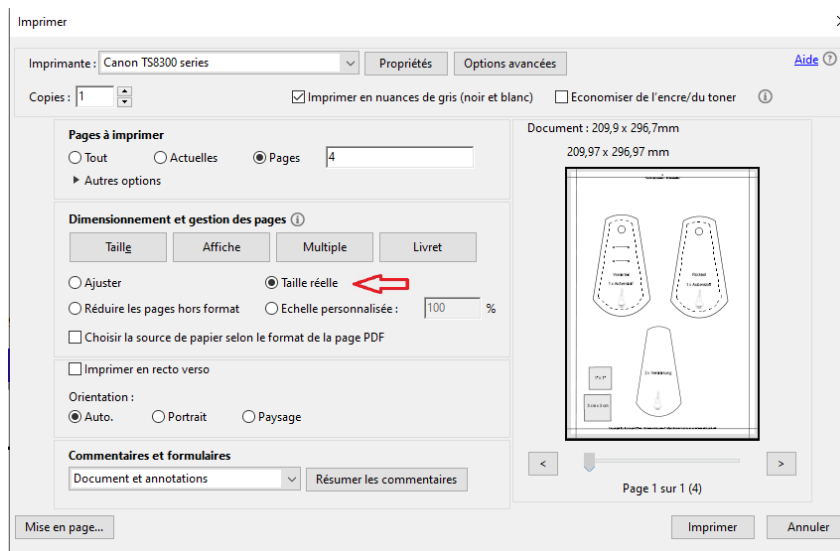 Imprimer
Imprimante : Canon TS8300 series Propriétés Options avancées Aide
Copies : 1 Imprimer en nuances de gris (noir et blanc) Economiser de l'encre/du toner
Pages à imprimer
Tout Actuelles Pages 4
Autres options
Dimensionnement et gestion des pages
Taille Affiche Multiple Livret
Ajuster Taille réelle
Réduire les pages hors format Echelle personnalisée : 100 %
Choisir la source de papier selon le format de la page PDF
Imprimer en recto verso
Orientation :
Auto. Portrait Paysage
Commentaires et formulaires
Document et annotations Résumer les commentaires
Document : 209,9 x 296,7mm
209,97 x 296,97 mm
< >
Page 1 sur 1 (4)
Mise en page... Imprimer Annuler